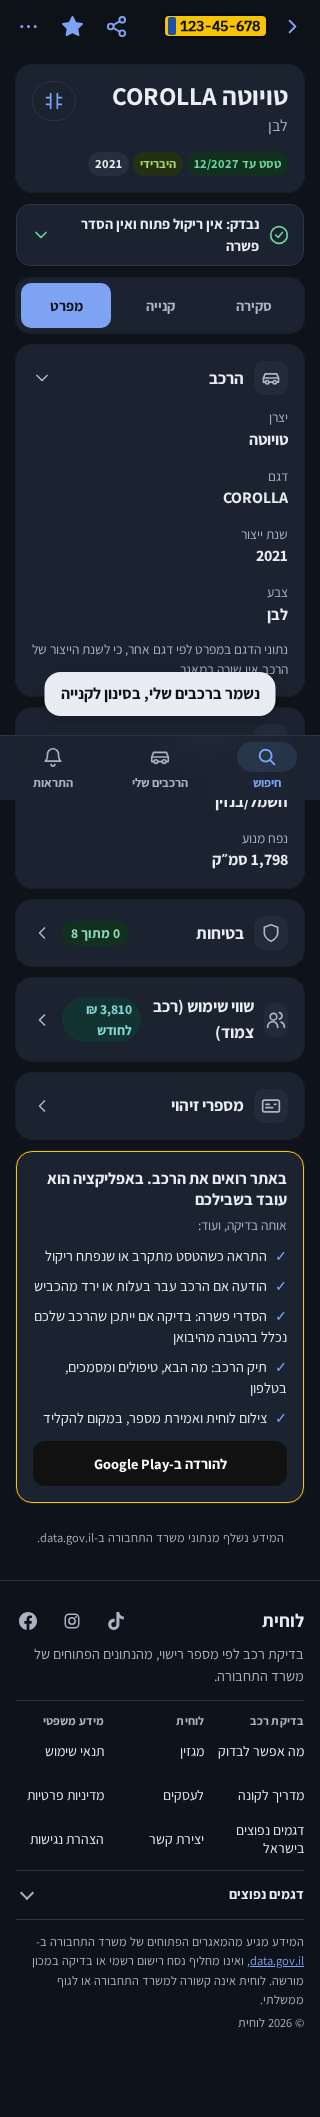 123-45-678
טויוטה COROLLA
לבן
טסט עד 12/2027
היברידי
2021
נבדק: אין ריקול פתוח ואין הסדר
פשרה
סקירה
קנייה
מפרט
הרכב
יצרן
טויוטה
דגם
COROLLA
שנת ייצור
2021
צבע
לבן
נתוני הדגם במפרט לפי דגם אחר, כי לשנת הייצור של
הרכב אין שורה במאגר
נשמר ברכבים שלי, בסינון לקנייה
חיפוש
הרכבים שלי
התראות
חשמל/בנזין
נפח מנוע
1,798 סמ״ק
בטיחות
0 מתוך 8
שווי שימוש (רכב
צמוד)
3,810 ₪
לחודש
מספרי זיהוי
באתר רואים את הרכב. באפליקציה הוא
עובד בשבילכם
אותה בדיקה, ועוד:
✓ התראה כשהטסט מתקרב או שנפתח ריקול
✓ הודעה אם הרכב עבר בעלות או ירד מהכביש
✓ הסדרי פשרה: בדיקה אם ייתכן שהרכב שלכם
נכלל בהטבה מהיבואן
✓ תיק הרכב: מה הבא, טיפולים ומסמכים,
בטלפון
✓ צילום לוחית ואמירת מספר, במקום להקליד
להורדה ב-Google Play
המידע נשלף מנתוני משרד התחבורה ב-data.gov.il.
לוחית
בדיקת רכב לפי מספר רישוי, מהנתונים הפתוחים של
משרד התחבורה.
בדיקת רכב
לוחית
מידע משפטי
מה אפשר לבדוק
מגזין
תנאי שימוש
מדריך לקונה
לעסקים
מדיניות פרטיות
דגמים נפוצים
בישראל
יצירת קשר
הצהרת נגישות
דגמים נפוצים
המידע מגיע מהמאגרים הפתוחים של משרד התחבורה ב-
data.gov.il, ואינו מחליף נסח רישום רשמי או בדיקה במכון
מורשה. לוחית אינה קשורה למשרד התחבורה או לגוף
ממשלתי.
© 2026 לוחית